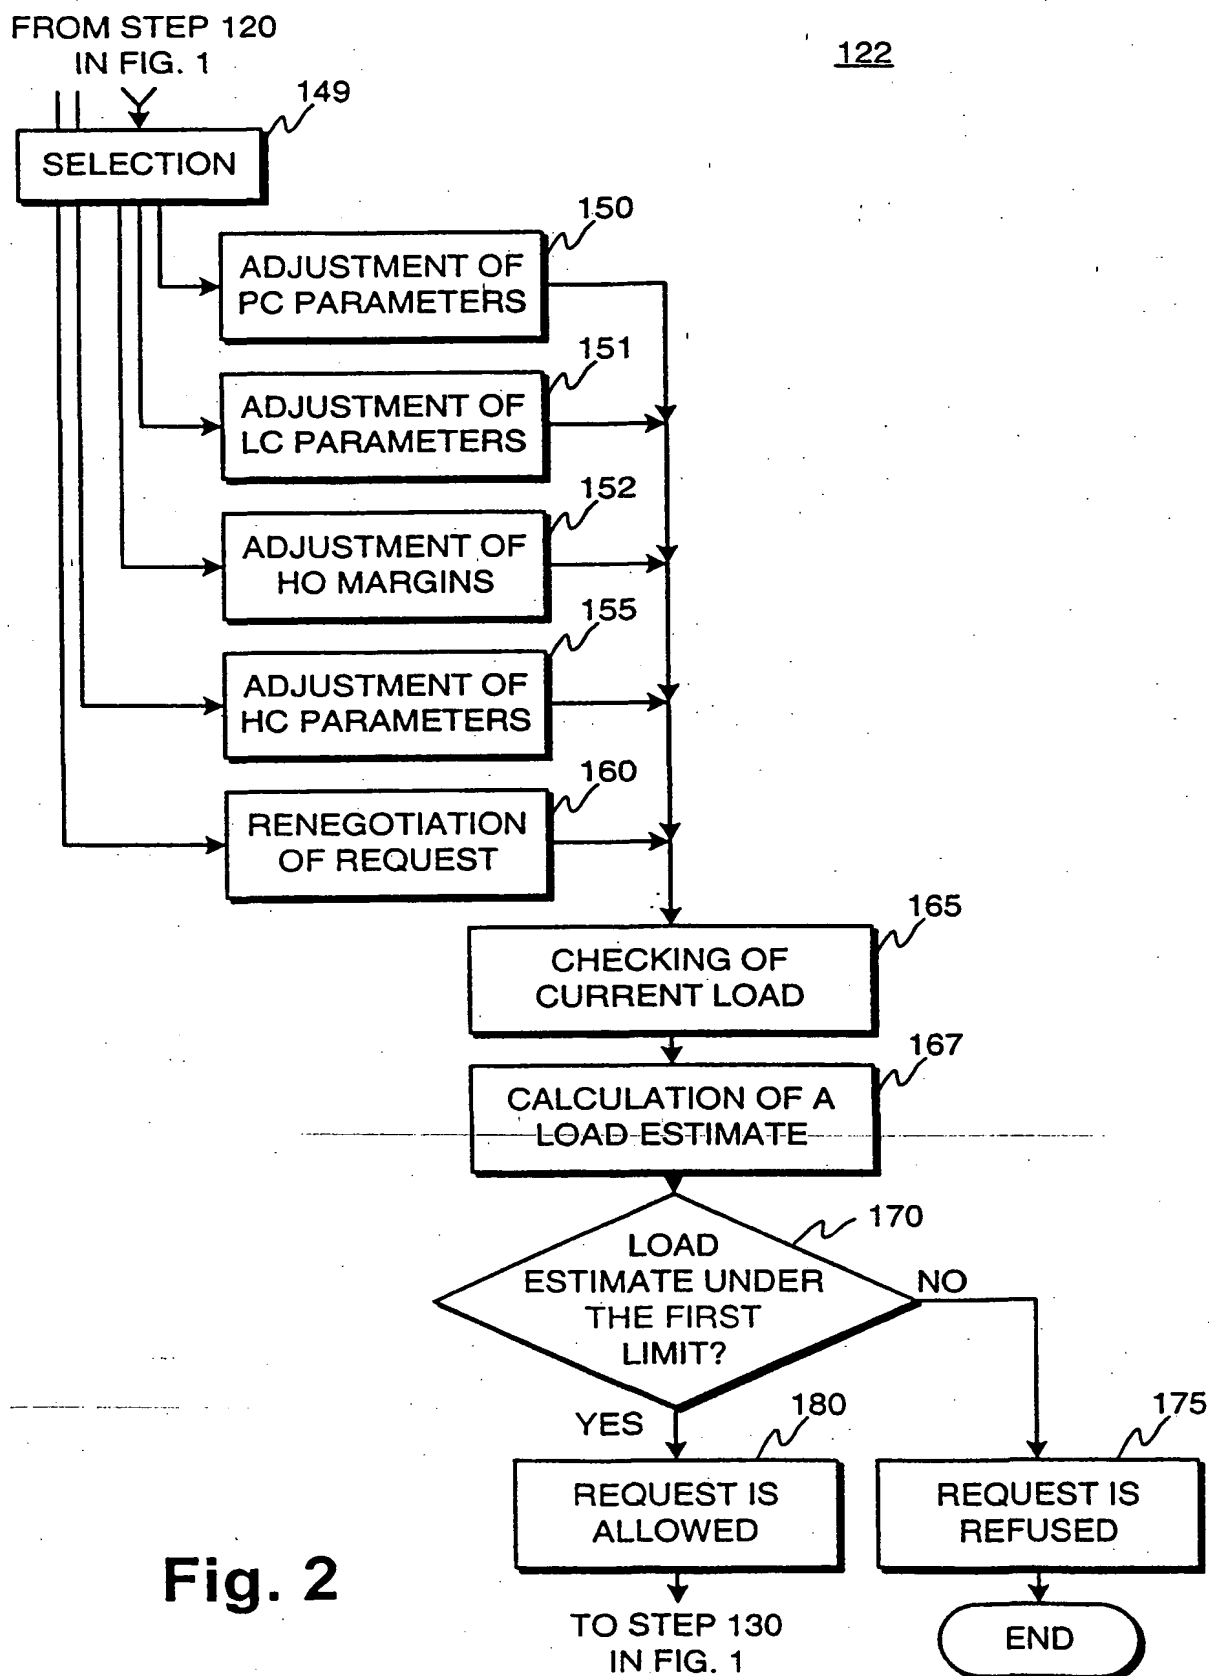 FROM STEP 120
IN FIG. 1
122
149
SELECTION
150
ADJUSTMENT OF
PC PARAMETERS
151
ADJUSTMENT OF
LC PARAMETERS
152
ADJUSTMENT OF
HO MARGINS
155
ADJUSTMENT OF
HC PARAMETERS
160
RENEGOTIATION
OF REQUEST
165
CHECKING OF
CURRENT LOAD
167
CALCULATION OF A
LOAD ESTIMATE
170
LOAD
ESTIMATE UNDER
THE FIRST
LIMIT?
NO
YES
180
175
REQUEST IS
ALLOWED
REQUEST IS
REFUSED
TO STEP 130
IN FIG. 1
END
Fig. 2